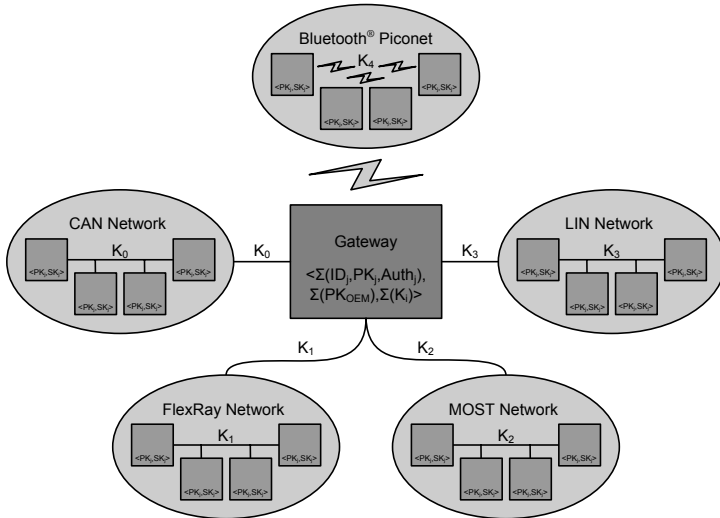 Bluetooth® Piconet
K4
<PKj,SKj>
<PKj,SKj>
<PKj,SKj>
<PKj,SKj>
CAN Network
K0
<PKj,SKj>
<PKj,SKj>
<PKj,SKj>
<PKj,SKj>
K0
Gateway
<Σ(IDj,PKj,Authj),
Σ(PKOEM),Σ(Ki)>
K3
LIN Network
K3
<PKj,SKj>
<PKj,SKj>
<PKj,SKj>
<PKj,SKj>
K1
K2
FlexRay Network
K1
<PKj,SKj>
<PKj,SKj>
<PKj,SKj>
<PKj,SKj>
MOST Network
K2
<PKj,SKj>
<PKj,SKj>
<PKj,SKj>
<PKj,SKj>